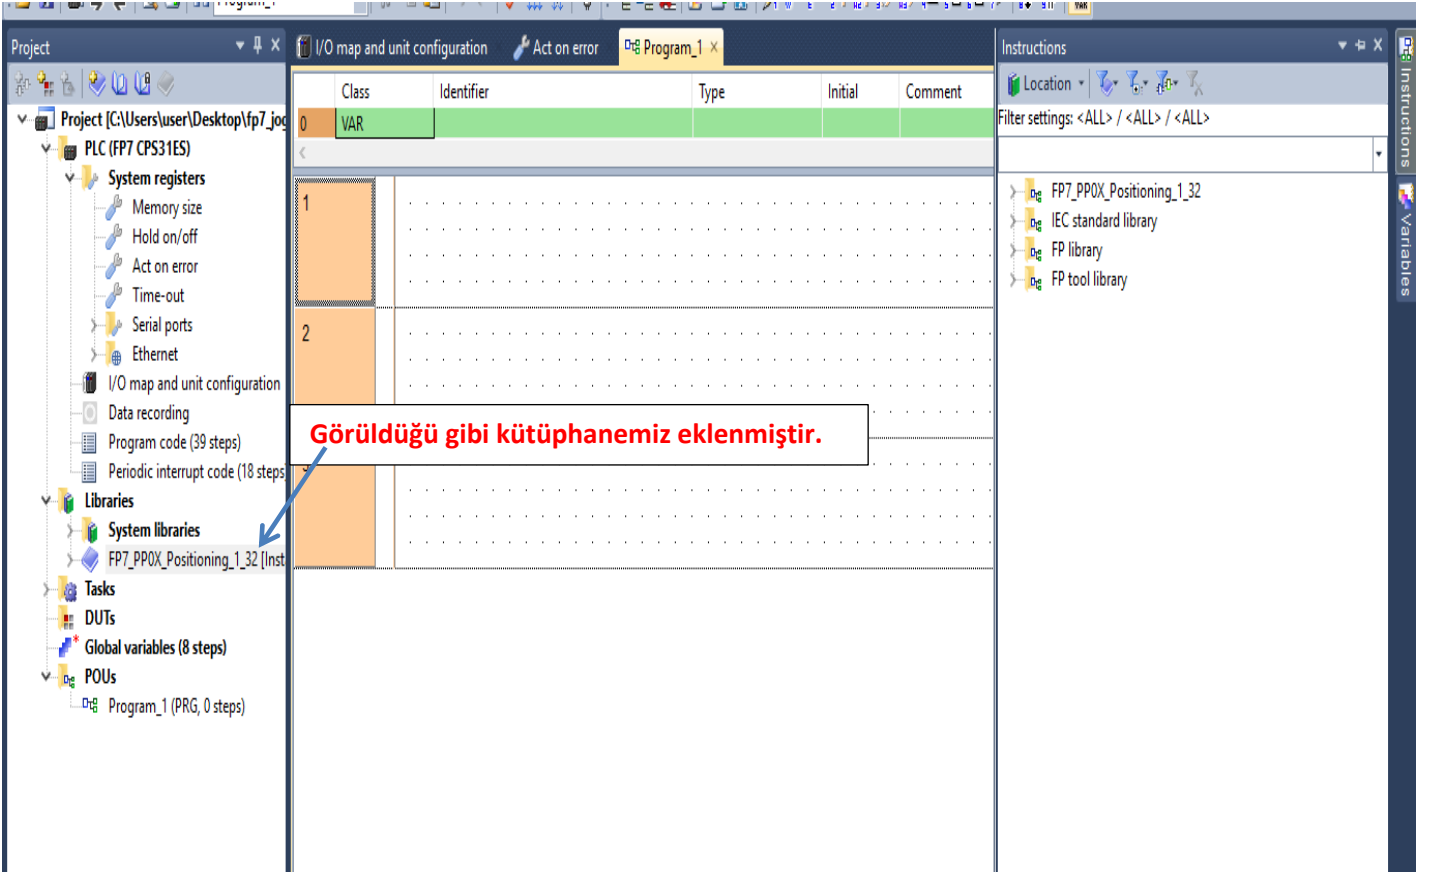 Project
I/O map and unit configuration
Act on error
Program_1
Instructions
Location
Filter settings: <ALL> / <ALL> / <ALL>
Class Identifier Type Initial Comment
0 VAR
Project [C:\Users\user\Desktop\fp7_jog
PLC (FP7 CPS31ES)
System registers
Memory size
Hold on/off
Act on error
Time-out
Serial ports
Ethernet
I/O map and unit configuration
Data recording
Program code (39 steps)
Periodic interrupt code (18 steps
Libraries
System libraries
FP7_PP0X_Positioning_1_32 [Inst
Tasks
DUTs
Global variables (8 steps)
POUs
Program_1 (PRG, 0 steps)
1
2
Görüldüğü gibi kütüphanemiz eklenmiştir.
FP7_PP0X_Positioning_1_32
IEC standard library
FP library
FP tool library
Instructions
Variables